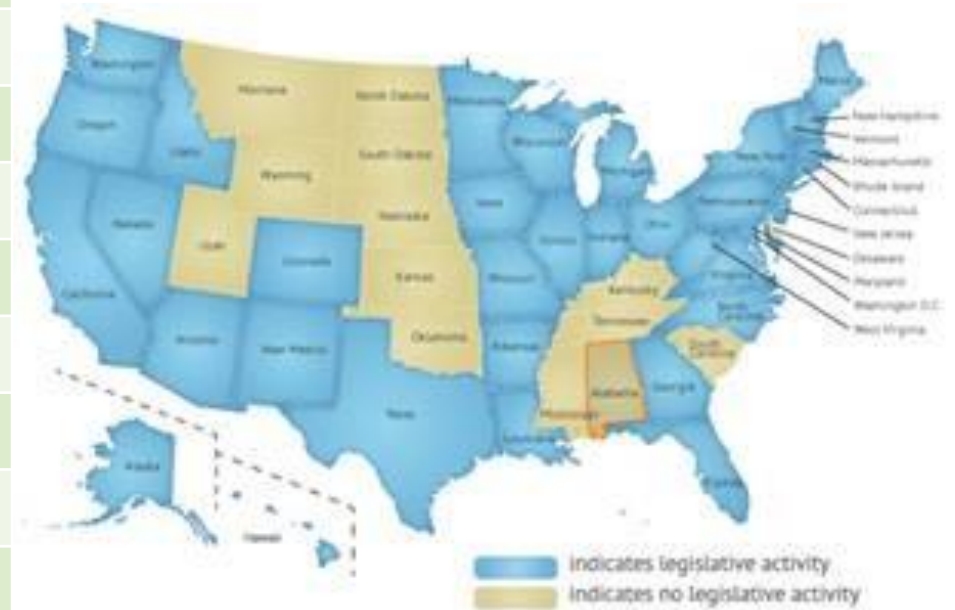 Washington
Montana
North Dakota
Minnesota
Maine
Oregon
Idaho
Wyoming
South Dakota
Wisconsin
Michigan
New York
New Hampshire
Vermont
Massachusetts
Rhode Island
Connecticut
New Jersey
Delaware
Maryland
Washington D.C.
West Virginia
Nevada
Utah
Colorado
Nebraska
Iowa
Illinois
Indiana
Ohio
Pennsylvania
California
Kansas
Missouri
Kentucky
Virginia
Arizona
New Mexico
Oklahoma
Arkansas
Tennessee
North
Carolina
South
Carolina
Texas
Louisiana
Mississippi
Alabama
Georgia
Florida
Alaska
Hawaii
indicates legislative activity
indicates no legislative activity